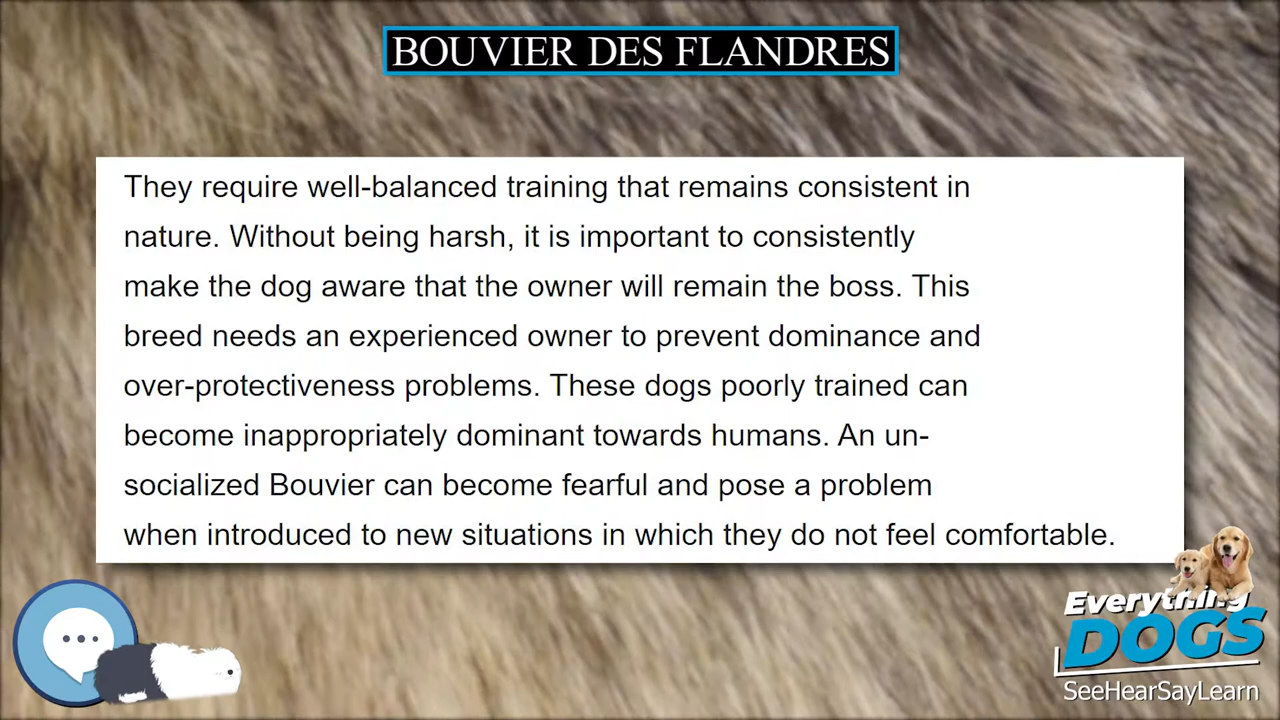 BOUVIER DES FLANDRES
They require well-balanced training that remains consistent in
nature. Without being harsh, it is important to consistently
make the dog aware that the owner will remain the boss. This
breed needs an experienced owner to prevent dominance and
over-protectiveness problems. These dogs poorly trained can
become inappropriately dominant towards humans. An un-
socialized Bouvier can become fearful and pose a problem
when introduced to new situations in which they do not feel comfortable.
Everything
DOGS
SeeHearSayLearn